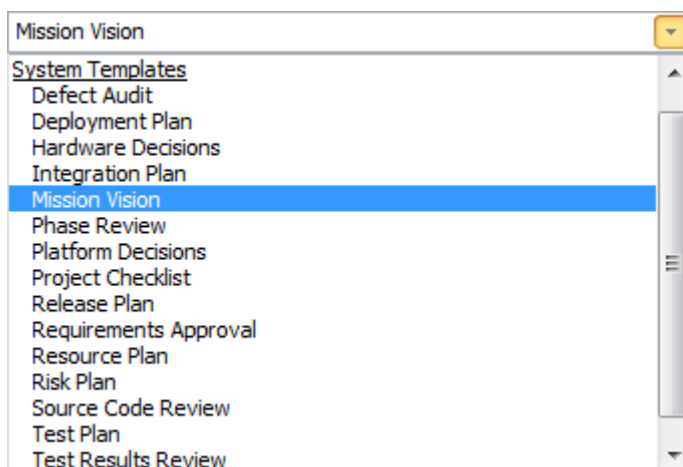 Mission Vision
System Templates
Defect Audit
Deployment Plan
Hardware Decisions
Integration Plan
Mission Vision
Phase Review
Platform Decisions
Project Checklist
Release Plan
Requirements Approval
Resource Plan
Risk Plan
Source Code Review
Test Plan
Test Results Review